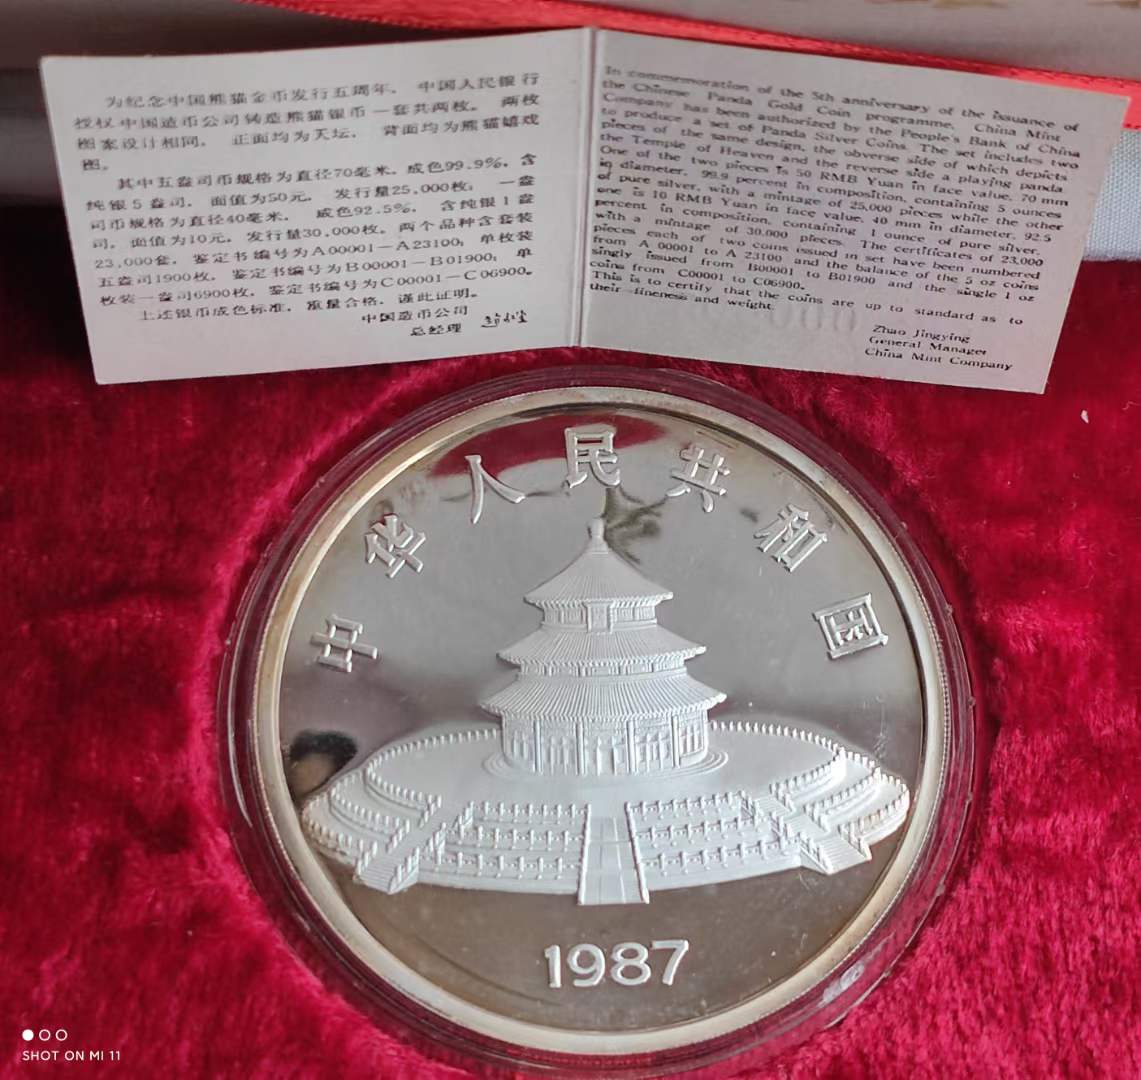 为纪念中国熊猫金币发行五周年，中国人民银行
授权中国造币公司铸造熊猫银币一套共两枚。两枚
图案设计相同，正面均为天坛，背面均为熊猫嬉戏
图。
其中五盎司币规格为直径70毫米，成色99.9%，含
纯银5盎司，面值为50元，发行量25,000枚；一盎
司币规格为直径40毫米，成色92.5%，含纯银1盎
司，面值为10元，发行量30,000枚。两个品种含套装
23,000套，鉴定书编号为A00001－A23100；单枚装
五盎司1900枚，鉴定书编号为B00001－B01900；单
枚装一盎司6900枚，鉴定书编号为C00001－C06900。
上述银币成色标准，重量合格，谨此证明。
中国造币公司
总经理
In commemoration of the 5th anniversary of the issuance of
the Chinese Panda Gold Coin programme, China Mint
Company has been authorized by the People's Bank of China
to produce a set of Panda Silver Coins. The set includes two
pieces of the same design, the obverse side of which depicts
the Temple of Heaven and the reverse side a playing panda.
One of the two pieces is 50 RMB Yuan in face value, 70 mm
in diameter, 99.9 percent in composition, containing 5 ounces
of pure silver, with a mintage of 25,000 pieces while the other
one is 10 RMB Yuan in face value, 40 mm in diameter, 92.5
percent in composition, containing 1 ounce of pure silver,
with a mintage of 30,000 pieces. The certificates of 23,000
pieces each of two coins issued in set have been numbered
from A 00001 to A 23100 and the balance of the 5 oz coins
singly issued from B00001 to B01900 and the single 1 oz
coins from C00001 to C06900.
This is to certify that the coins are up to standard as to
their fineness and weight.
Zhao Jingying
General Manager
China Mint Company
中华人民共和国
1987
SHOT ON MI 11